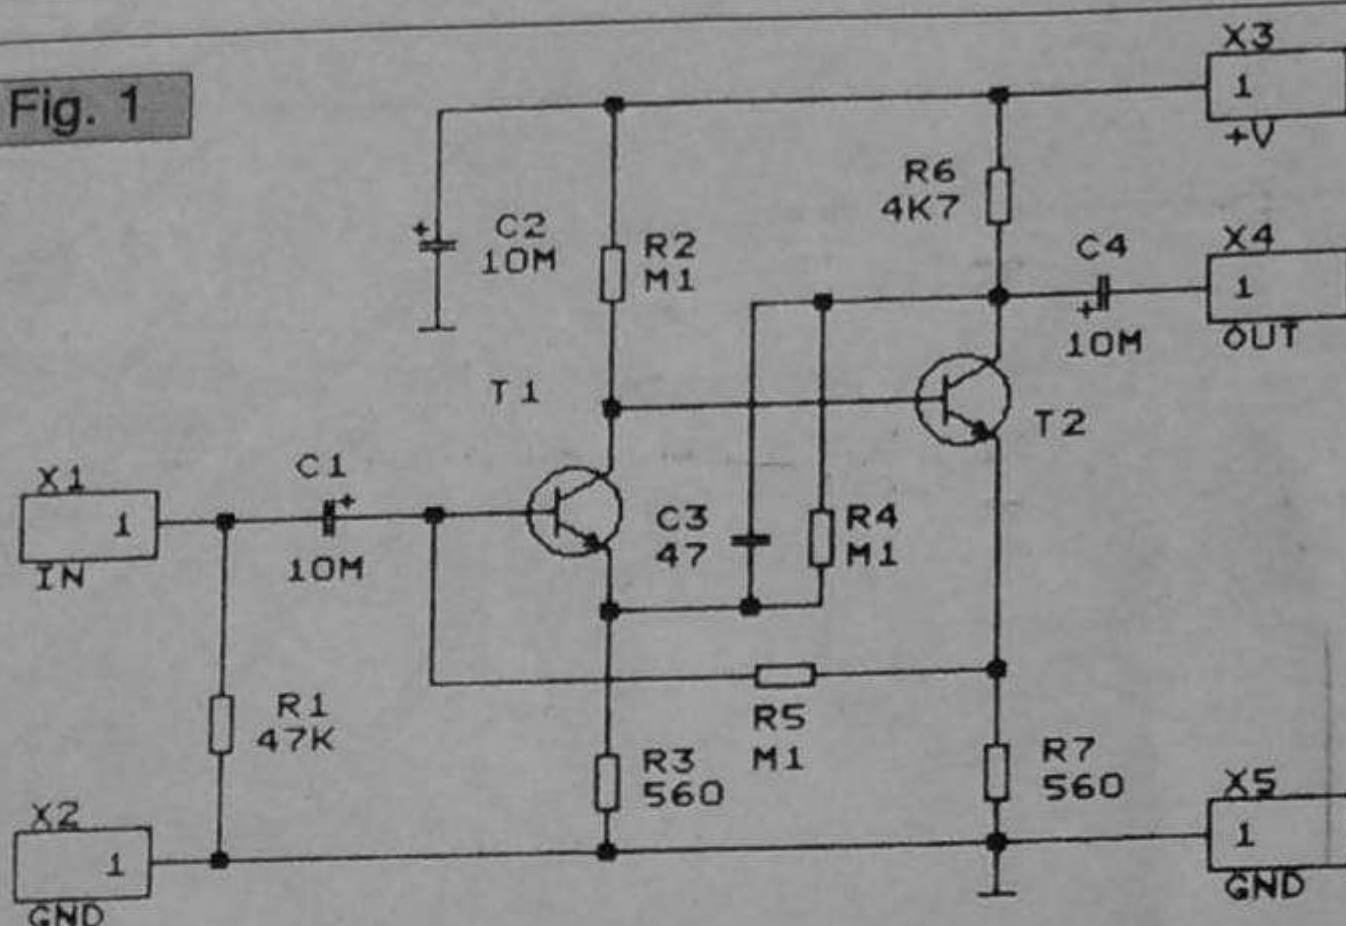 Fig. 1
X3
1
+V
R6
4K7
C2
10M
R2
M1
C4
10M
X4
1
OUT
T1
T2
X1
1
IN
C1
10M
C3
47
R4
M1
R1
47K
R5
M1
R3
560
R7
560
X2
1
GND
X5
1
GND
+
+
+